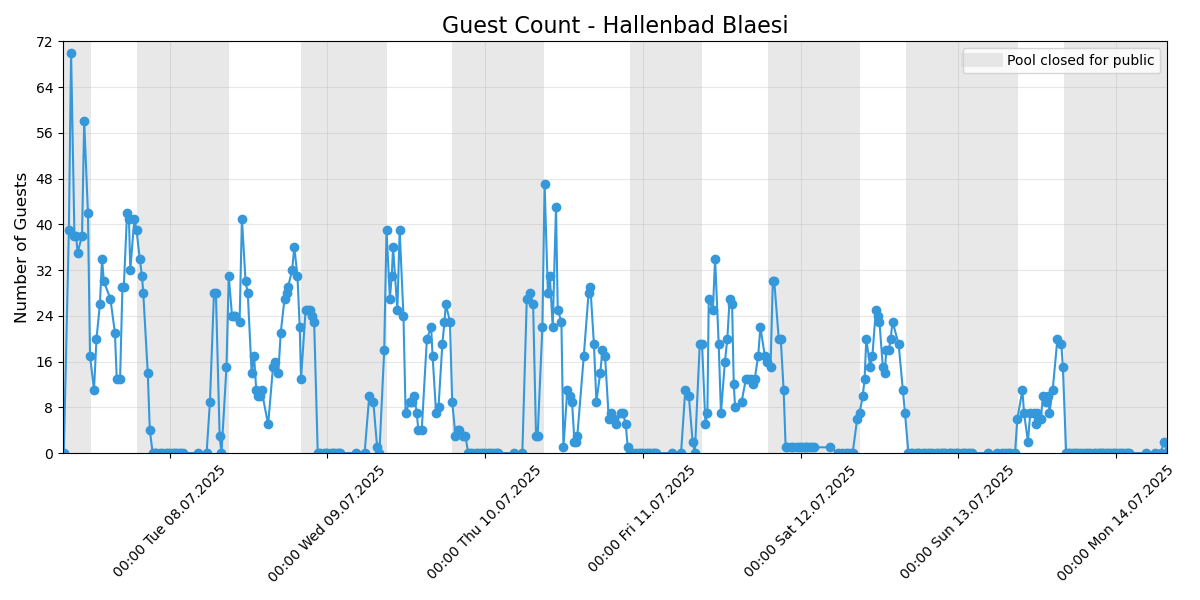 Guest Count - Hallenbad Blaesi
Pool closed for public
Number of Guests
72
64
56
48
40
32
24
16
8
0
00:00 Tue 08.07.2025
00:00 Wed 09.07.2025
00:00 Thu 10.07.2025
00:00 Fri 11.07.2025
00:00 Sat 12.07.2025
00:00 Sun 13.07.2025
00:00 Mon 14.07.2025